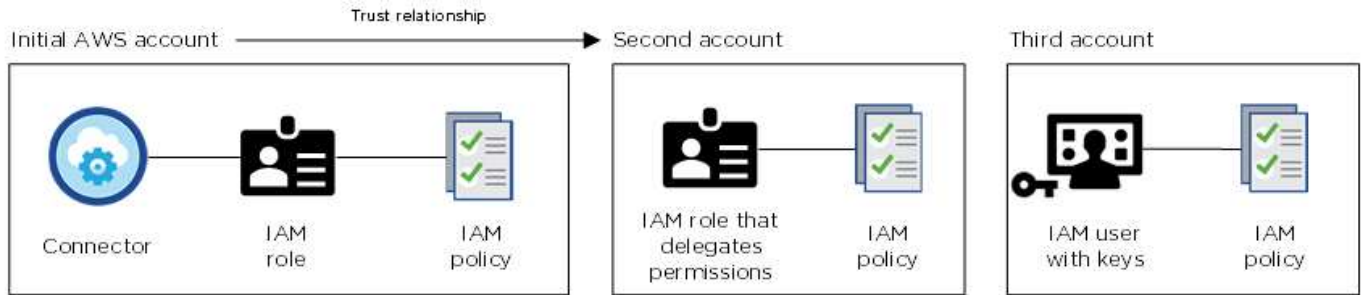 Trust relationship
Initial AWS account
Second account
Third account
Connector
IAM
role
IAM
policy
IAM role that
delegates
permissions
IAM
policy
IAM user
with keys
IAM
policy